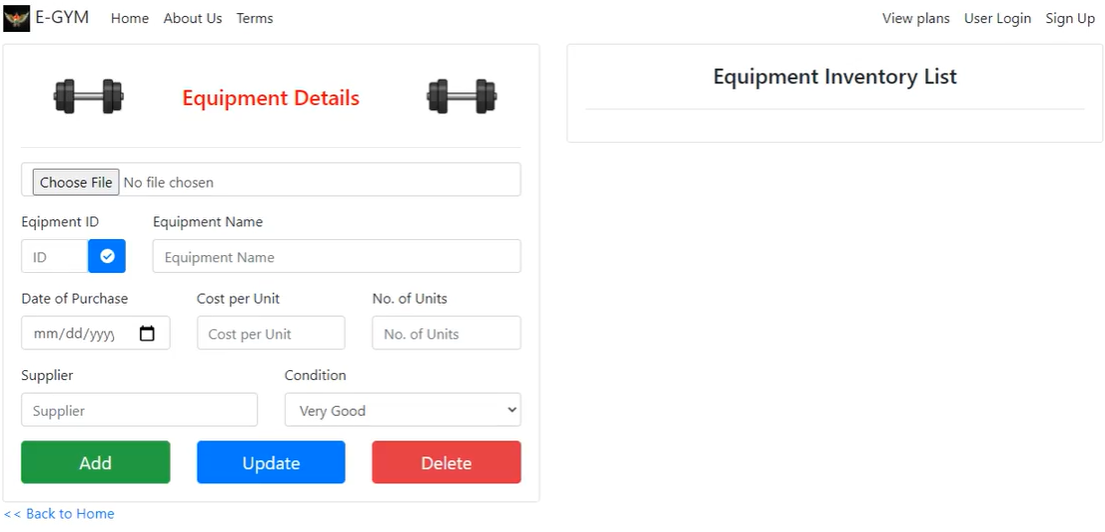 E-GYM Home About Us Terms View plans User Login Sign Up
Equipment Details
Choose File No file chosen
Eqipment ID Equipment Name
ID Equipment Name
Date of Purchase Cost per Unit No. of Units
mm/dd/yyyy Cost per Unit No. of Units
Supplier Condition
Supplier Very Good
Add Update Delete
<< Back to Home
Equipment Inventory List